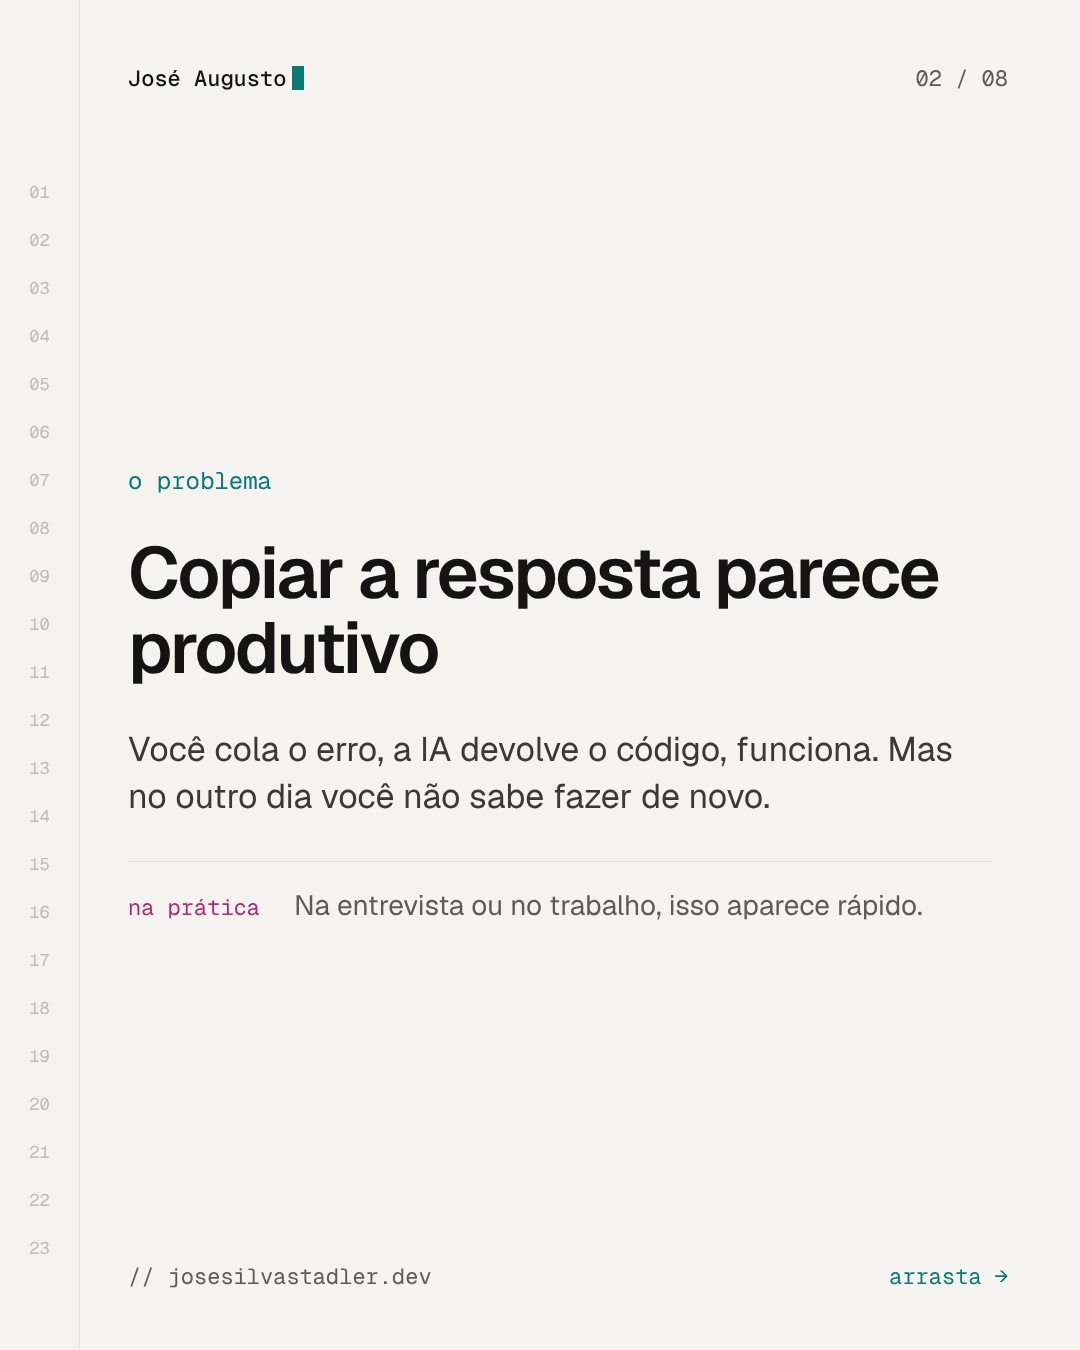 José Augusto
02 / 08
01
02
03
04
05
06
07
08
09
10
11
12
13
14
15
16
17
18
19
20
21
22
23
o problema
Copiar a resposta parece
produtivo
Você cola o erro, a IA devolve o código, funciona. Mas
no outro dia você não sabe fazer de novo.
na prática Na entrevista ou no trabalho, isso aparece rápido.
// josesilvastadler.dev
arrasta →